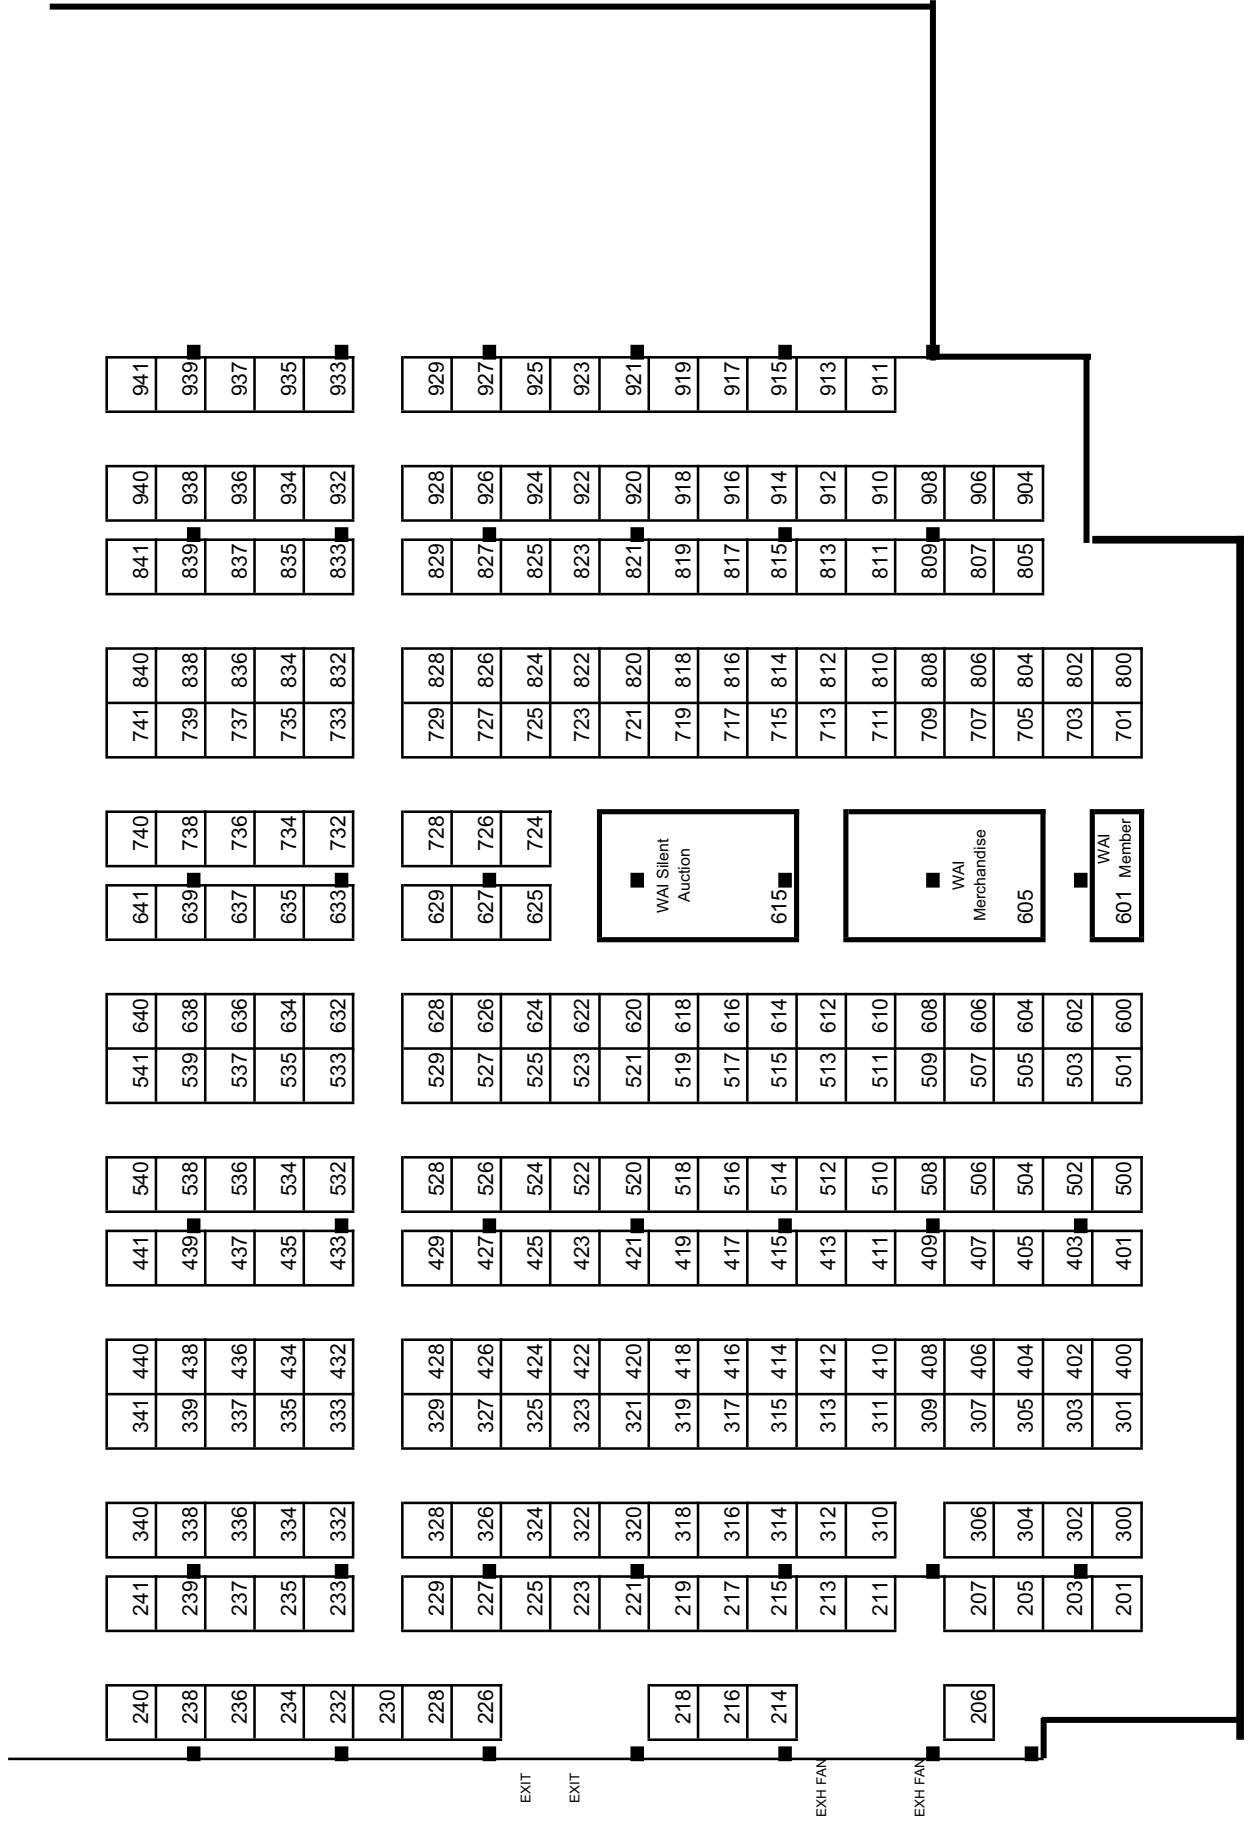 941 939 937 935 933 929 927 925 923 921 919 917 915 913 911
940 938 936 934 932 928 926 924 922 920 918 916 914 912 910 908 906 904
841 839 837 835 833 829 827 825 823 821 819 817 815 813 811 809 807 805
840 838 836 834 832 828 826 824 822 820 818 816 814 812 810 808 806 804 802 800
741 739 737 735 733 729 727 725 723 721 719 717 715 713 711 709 707 705 703 701
740 738 736 734 732 728 726 724
WAI Silent
Auction
615
WAI
Merchandise
605
WAI
601 Member
641 639 637 635 633 629 627 625
640 638 636 634 632 628 626 624 622 620 618 616 614 612 610 608 606 604 602 600
541 539 537 535 533 529 527 525 523 521 519 517 515 513 511 509 507 505 503 501
540 538 536 534 532 528 526 524 522 520 518 516 514 512 510 508 506 504 502 500
441 439 437 435 433 429 427 425 423 421 419 417 415 413 411 409 407 405 403 401
440 438 436 434 432 428 426 424 422 420 418 416 414 412 410 408 406 404 402 400
341 339 337 335 333 329 327 325 323 321 319 317 315 313 311 309 307 305 303 301
340 338 336 334 332 328 326 324 322 320 318 316 314 312 310 306 304 302 300
241 239 237 235 233 229 227 225 223 221 219 217 215 213 211 207 205 203 201
240 238 236 234 232 230 228 226 218 216 214 206
EXIT
EXIT
EXH FAN
EXH FAN